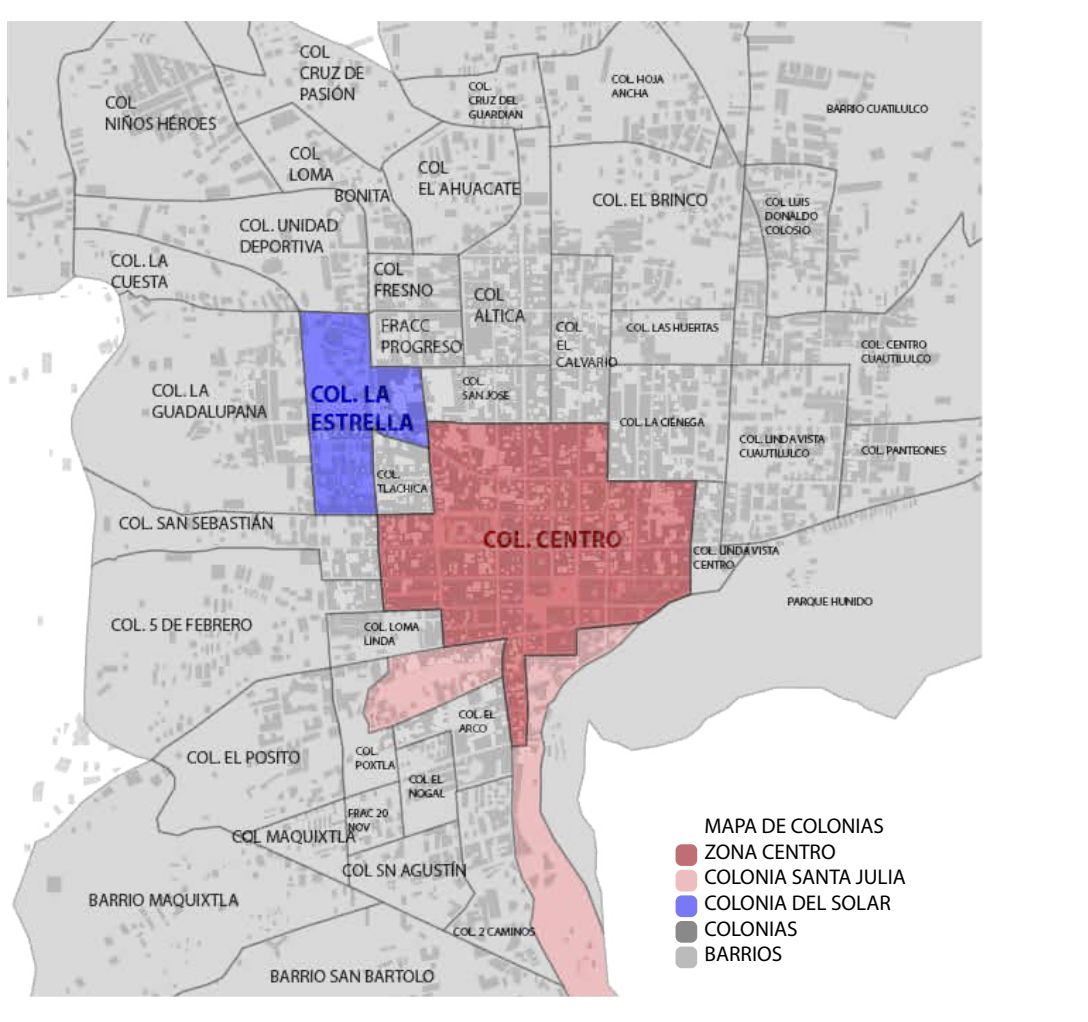 COL
CRUZ DE
PASIÓN
COL
NIÑOS HÉROES
COL
CRUZ DEL
GUARDIAN
COL. HOJA
ANCHA
BARRIO CUATILULCO
COL
LOMA
BONITA
COL
EL AHUACATE
COL. EL BRINCO
COL LUIS
DONALDO
COLOSIO
COL. UNIDAD
DEPORTIVA
COL. LA
CUESTA
COL
FRESNO
COL
ALTICA
FRACC
PROGRESO
COL
EL
CALVARIO
COL. LAS HUERTAS
COL. CENTRO
CUAUTILULCO
COL. LA
GUADALUPANA
COL. LA
ESTRELLA
COL.
SAN JOSE
COL. LA CIÉNEGA
COL. LINDA VISTA
CUAUTILULCO
COL. PANTEONES
COL.
TLACHICA
COL. SAN SEBASTIÁN
COL. CENTRO
COL. LINDA VISTA
CENTRO
PARQUE HUNIDO
COL. 5 DE FEBRERO
COL. LOMA
LINDA
COL. EL
ARCO
COL. EL POSITO
COL.
POXTLA
COL EL
NOGAL
FRAC 20
NOV
COL MAQUIXTLA
COL SN AGUSTÍN
BARRIO MAQUIXTLA
COL. 2 CAMINOS
BARRIO SAN BARTOLO
MAPA DE COLONIAS
ZONA CENTRO
COLONIA SANTA JULIA
COLONIA DEL SOLAR
COLONIAS
BARRIOS